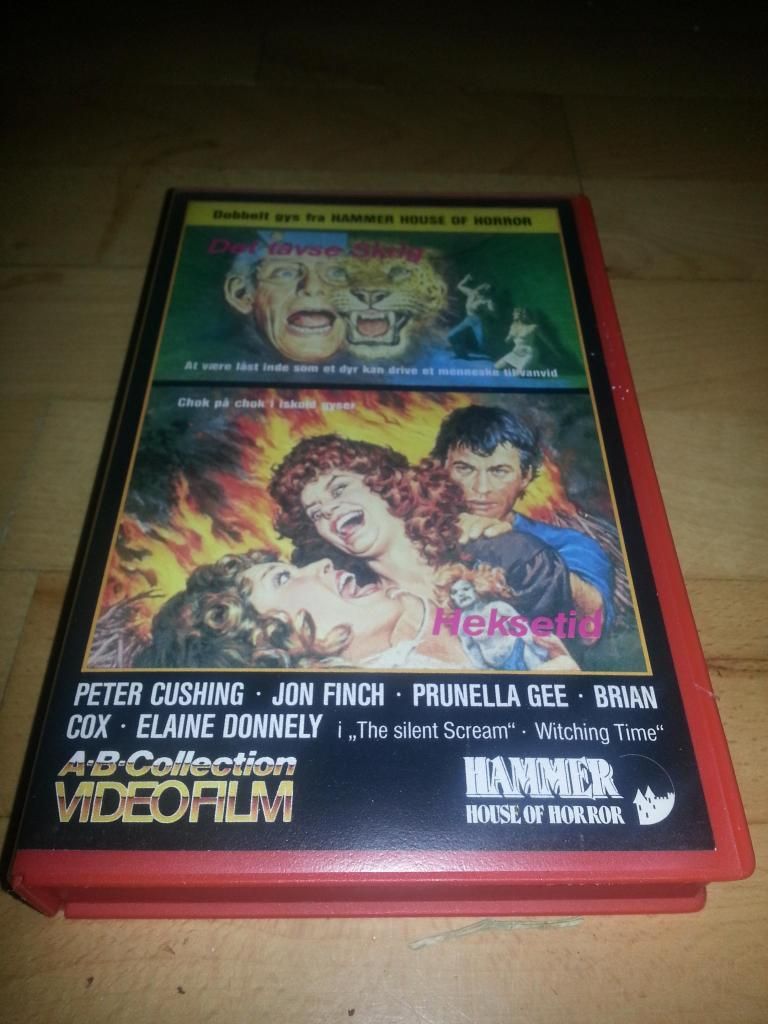 Dobbelt gys fra HAMMER HOUSE OF HORROR
Det tavse Skrig
At være låst inde som et dyr kan drive et menneske til vanvid
Chok på chok i iskold gyser
Heksetid
PETER CUSHING · JON FINCH · PRUNELLA GEE · BRIAN
COX · ELAINE DONNELY i „The silent Scream“ · Witching Time“
A·B·Collection
VIDEOFILM
HAMMER
HOUSE OF HORROR